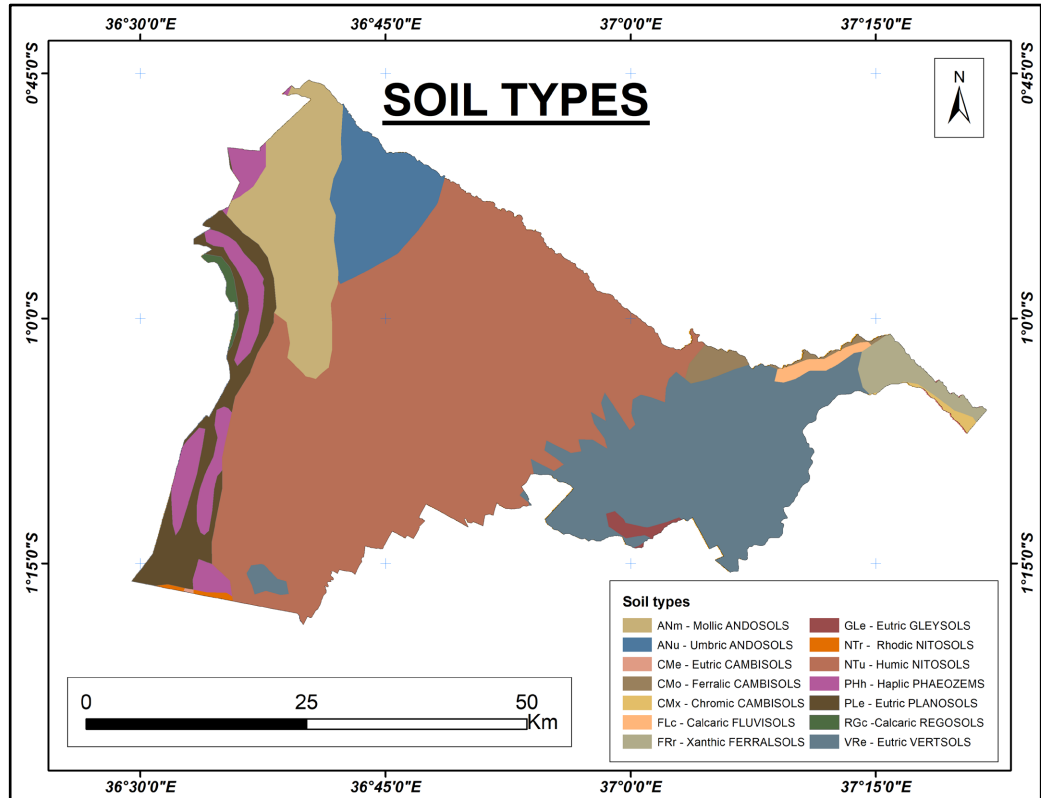 36°30'0"E 36°45'0"E 37°0'0"E 37°15'0"E
0°45'0"S 0°45'0"S
SOIL TYPES
N
1°0'0"S 1°0'0"S
1°15'0"S 1°15'0"S
Soil types
ANm - Mollic ANDOSOLS
ANu - Umbric ANDOSOLS
CMe - Eutric CAMBISOLS
CMo - Ferralic CAMBISOLS
CMx - Chromic CAMBISOLS
FLc - Calcaric FLUVISOLS
FRr - Xanthic FERRALSOLS
GLe - Eutric GLEYSOLS
NTr - Rhodic NITOSOLS
NTu - Humic NITOSOLS
PHh - Haplic PHAEOZEMS
PLe - Eutric PLANOSOLS
RGc -Calcaric REGOSOLS
VRe - Eutric VERTSOLS
0 25 50
Km
36°30'0"E 36°45'0"E 37°0'0"E 37°15'0"E